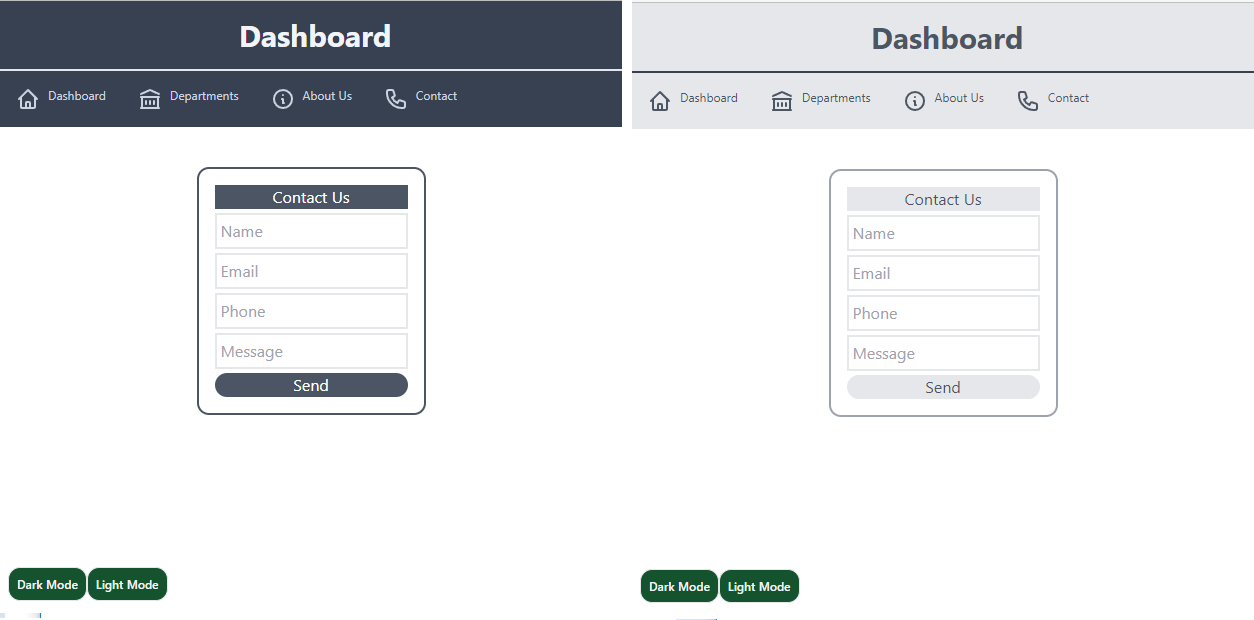 Dashboard
Dashboard Departments About Us Contact
Contact Us
Name
Email
Phone
Message
Send
Dark Mode Light Mode
Dashboard
Dashboard Departments About Us Contact
Contact Us
Name
Email
Phone
Message
Send
Dark Mode Light Mode